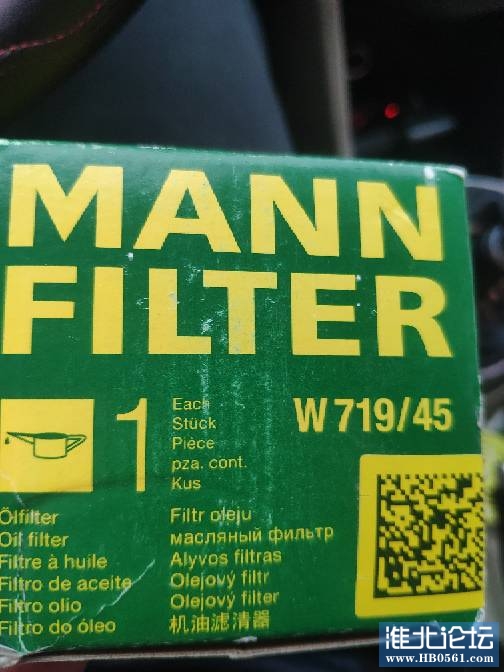 MANN
FILTER
1
Each
Stück
Pièce
pza. cont.
Kus
W 719/45
Ölfilter
Oil filter
Filtre à huile
Filtro de aceite
Filtro olio
Filtro de óleo
Filtr oleju
масляный фильтр
Alyvos filtras
Olejový filtr
Olejový filter
机油滤清器
淮北论坛
www.HB0561.com